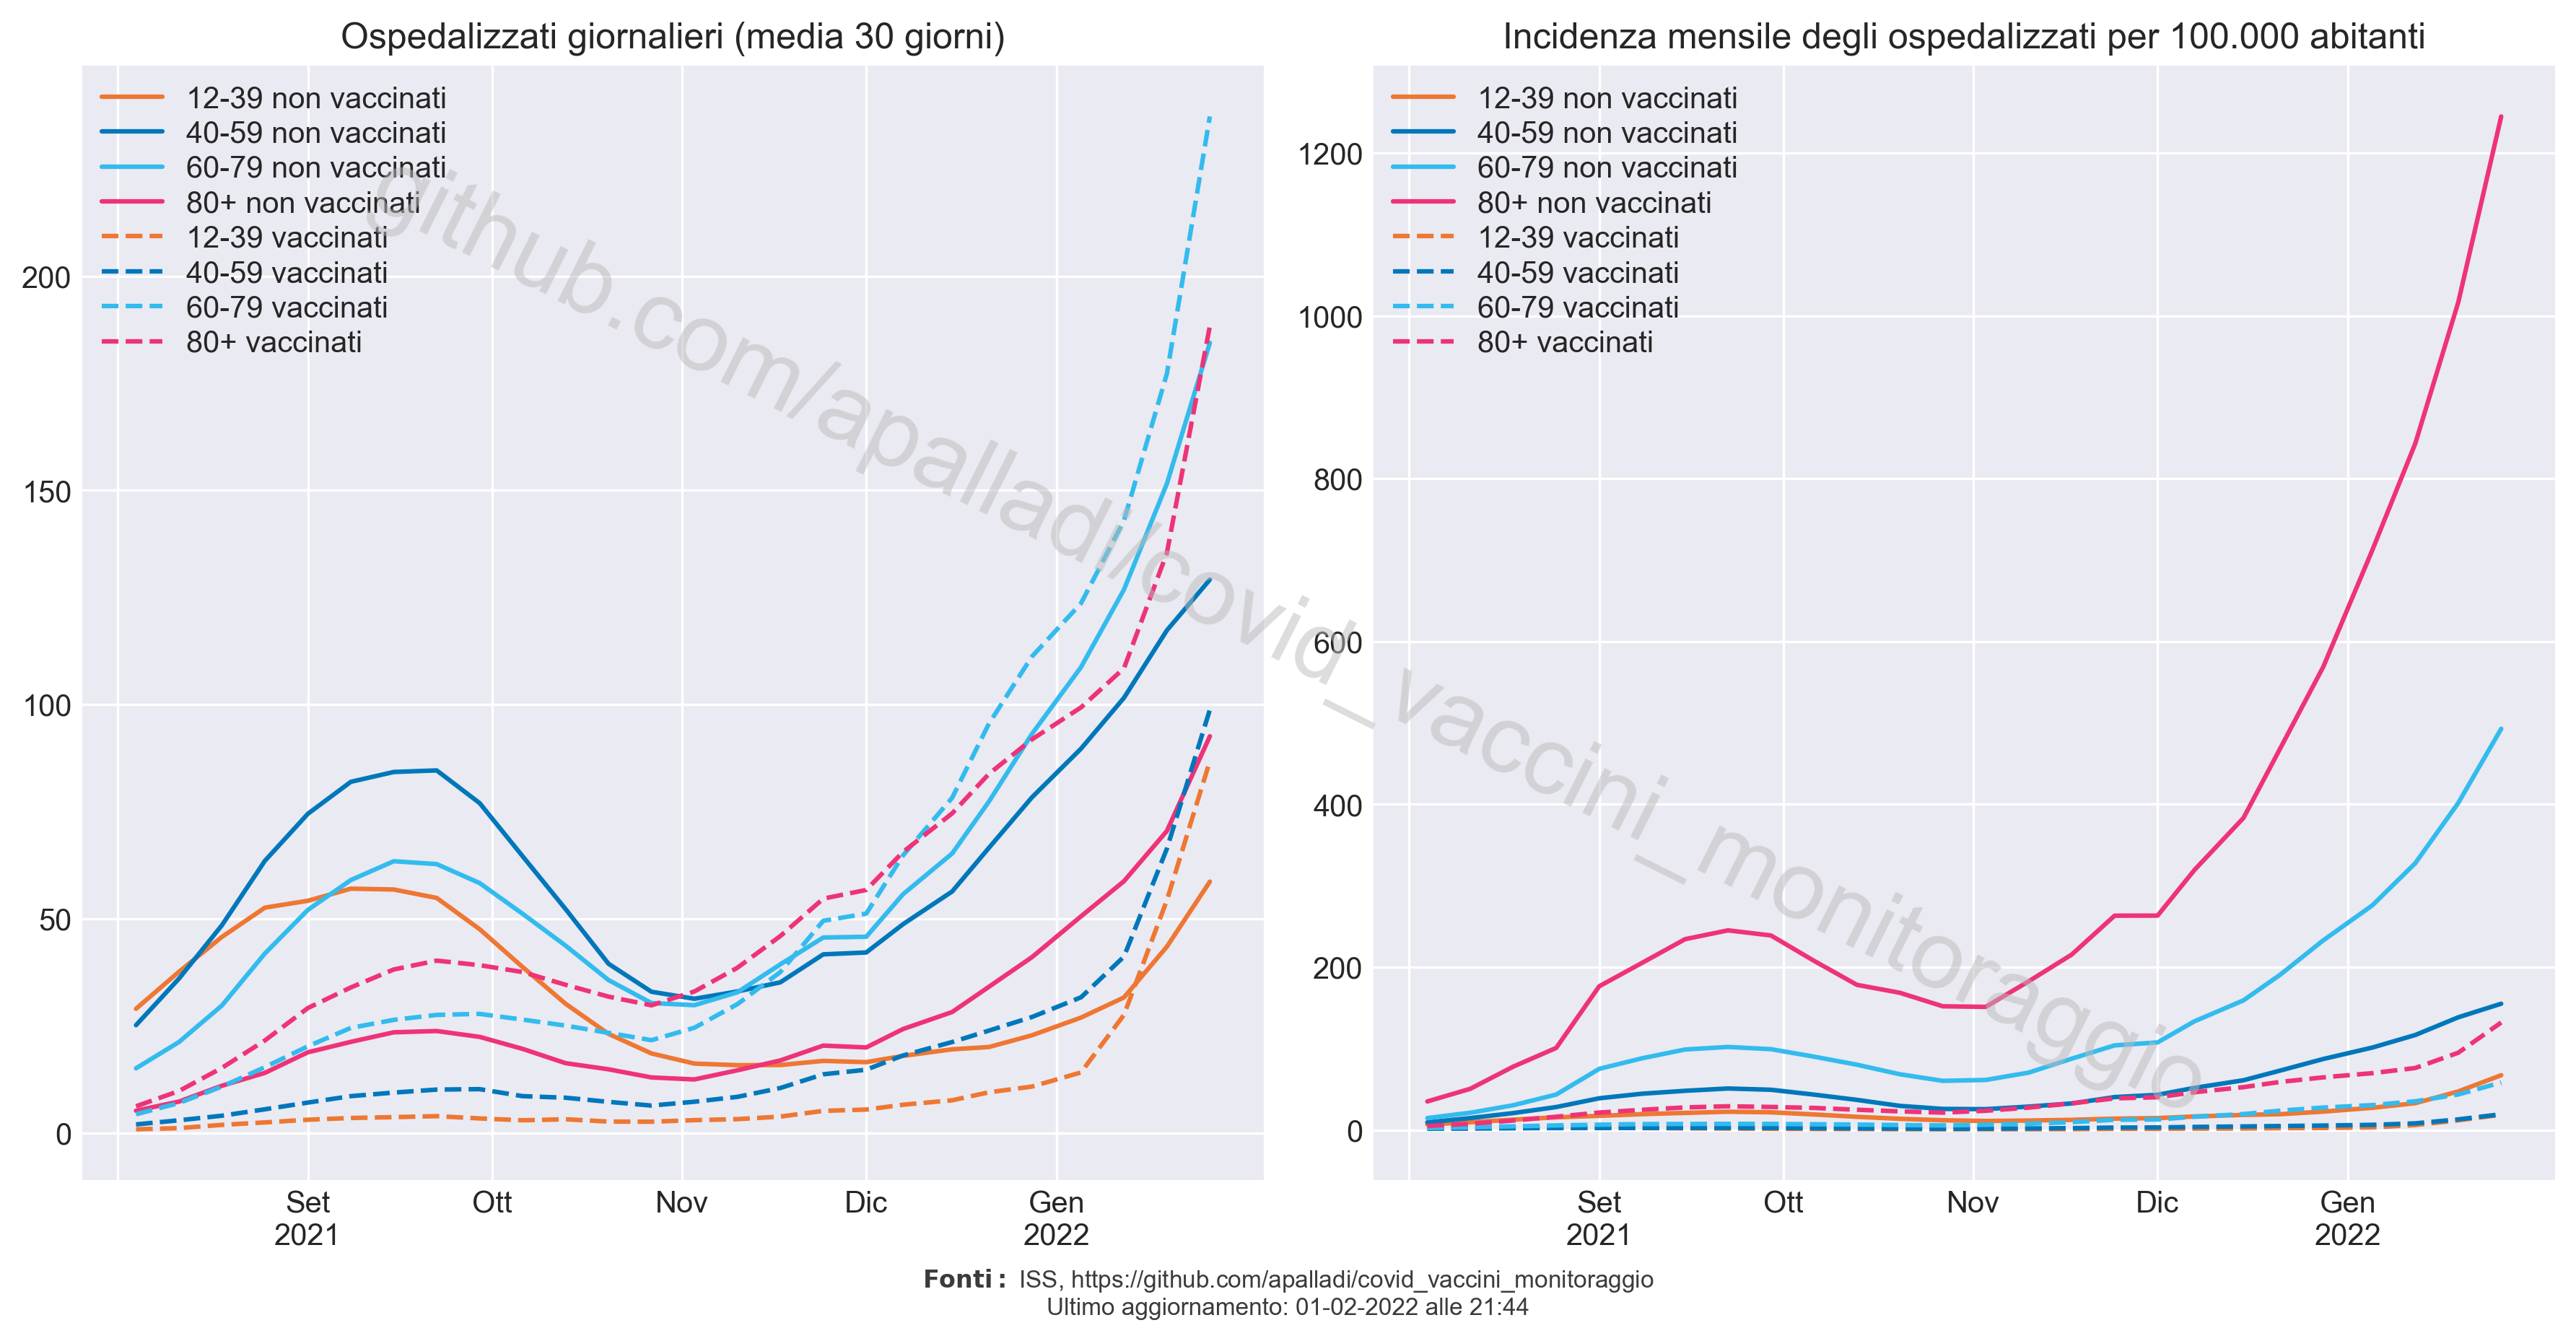 Ospedalizzati giornalieri (media 30 giorni)
12-39 non vaccinati
40-59 non vaccinati
60-79 non vaccinati
80+ non vaccinati
12-39 vaccinati
40-59 vaccinati
60-79 vaccinati
80+ vaccinati
200
150
100
50
0
Set
2021
Ott
Nov
Dic
Gen
2022
Incidenza mensile degli ospedalizzati per 100.000 abitanti
12-39 non vaccinati
40-59 non vaccinati
60-79 non vaccinati
80+ non vaccinati
12-39 vaccinati
40-59 vaccinati
60-79 vaccinati
80+ vaccinati
1200
1000
800
600
400
200
0
Set
2021
Ott
Nov
Dic
Gen
2022
github.com/apalladi/covid_vaccini_monitoraggio
Fonti: ISS, https://github.com/apalladi/covid_vaccini_monitoraggio
Ultimo aggiornamento: 01-02-2022 alle 21:44